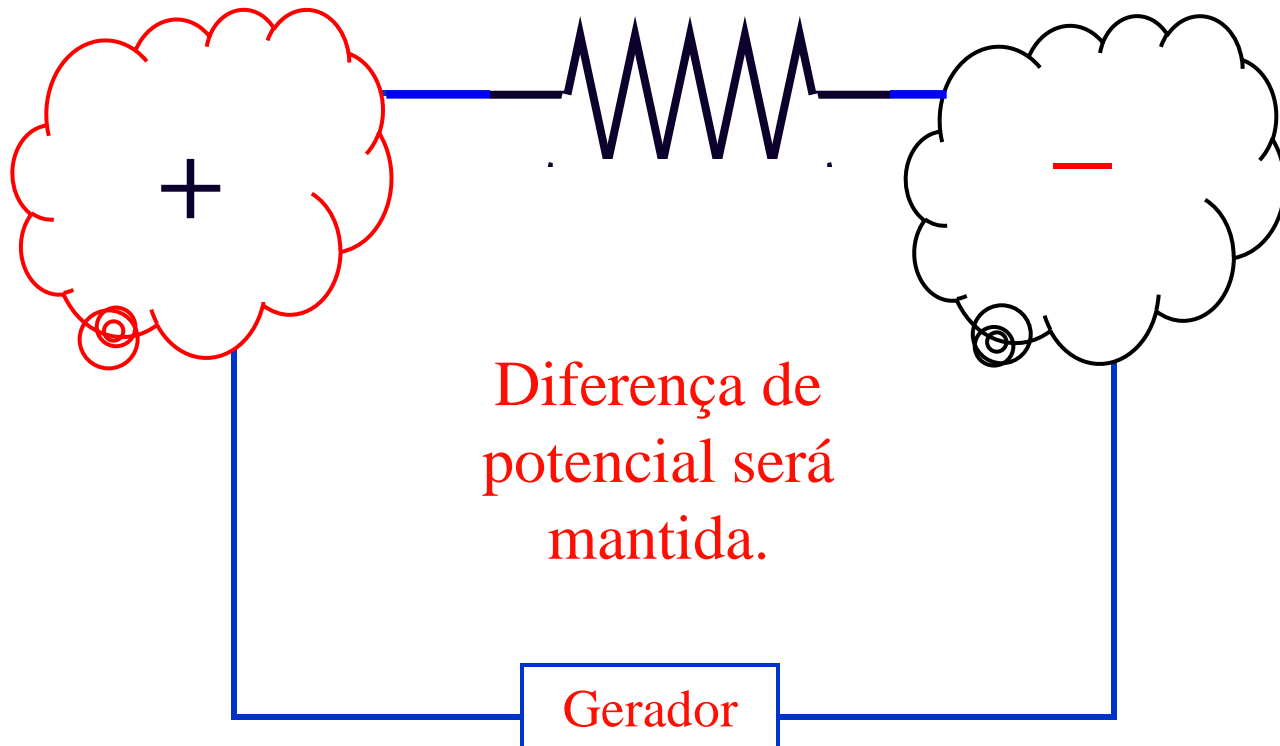 +
—
Diferença de
potencial será
mantida.
Gerador